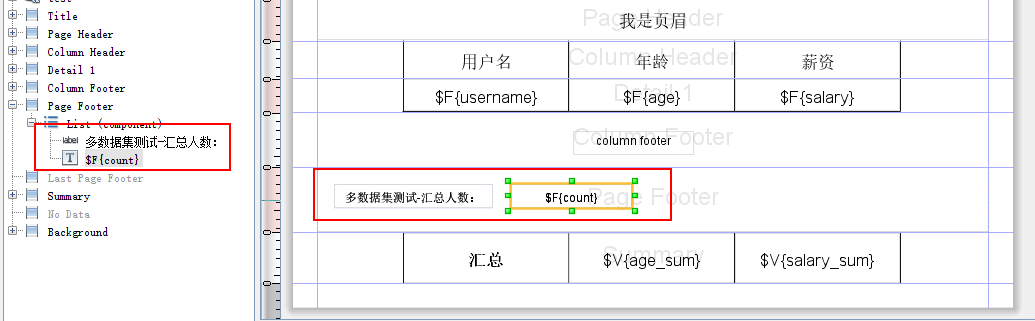 Title
Page Header
Column Header
Detail 1
Column Footer
Page Footer
List (component)
label 多数据集测试-汇总人数:
T $F{count}
Last Page Footer
Summary
No Data
Background
Page Header
我是页眉
Column Header
用户名 年龄 薪资
Detail 1
$F{username} $F{age} $F{salary}
Column Footer
column footer
Page Footer
多数据集测试-汇总人数: $F{count}
Summary
汇总 $V{age_sum} $V{salary_sum}